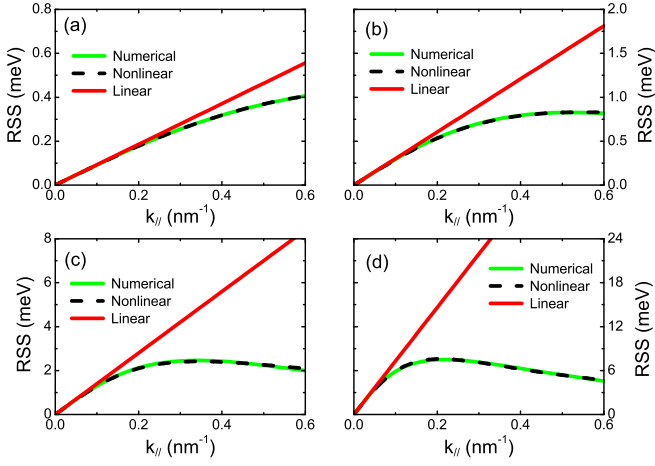 (a)
RSS (meV)
0.8
0.6
0.4
0.2
0.0
Numerical
Nonlinear
Linear
0.0 0.2 0.4 0.6
k// (nm-1)
(b)
2.0
1.5
1.0
0.5
0.0
RSS (meV)
Numerical
Nonlinear
Linear
0.0 0.2 0.4 0.6
k// (nm-1)
(c)
RSS (meV)
8
6
4
2
0
Numerical
Nonlinear
Linear
0.0 0.2 0.4 0.6
k// (nm-1)
(d)
24
18
12
6
0
RSS (meV)
Numerical
Nonlinear
Linear
0.0 0.2 0.4 0.6
k// (nm-1)